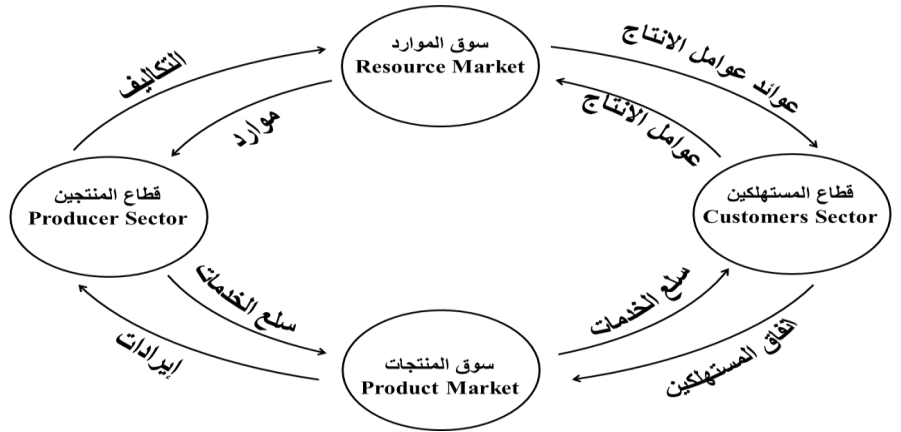 سوق الموارد
Resource Market
التكاليف
عوائد عوامل الانتاج
موارد
عوامل الانتاج
قطاع المنتجين
Producer Sector
قطاع المستهلكين
Customers Sector
سلع الخدمات
سلع الخدمات
إيرادات
سوق المنتجات
Product Market
اتفاق المستهلكين